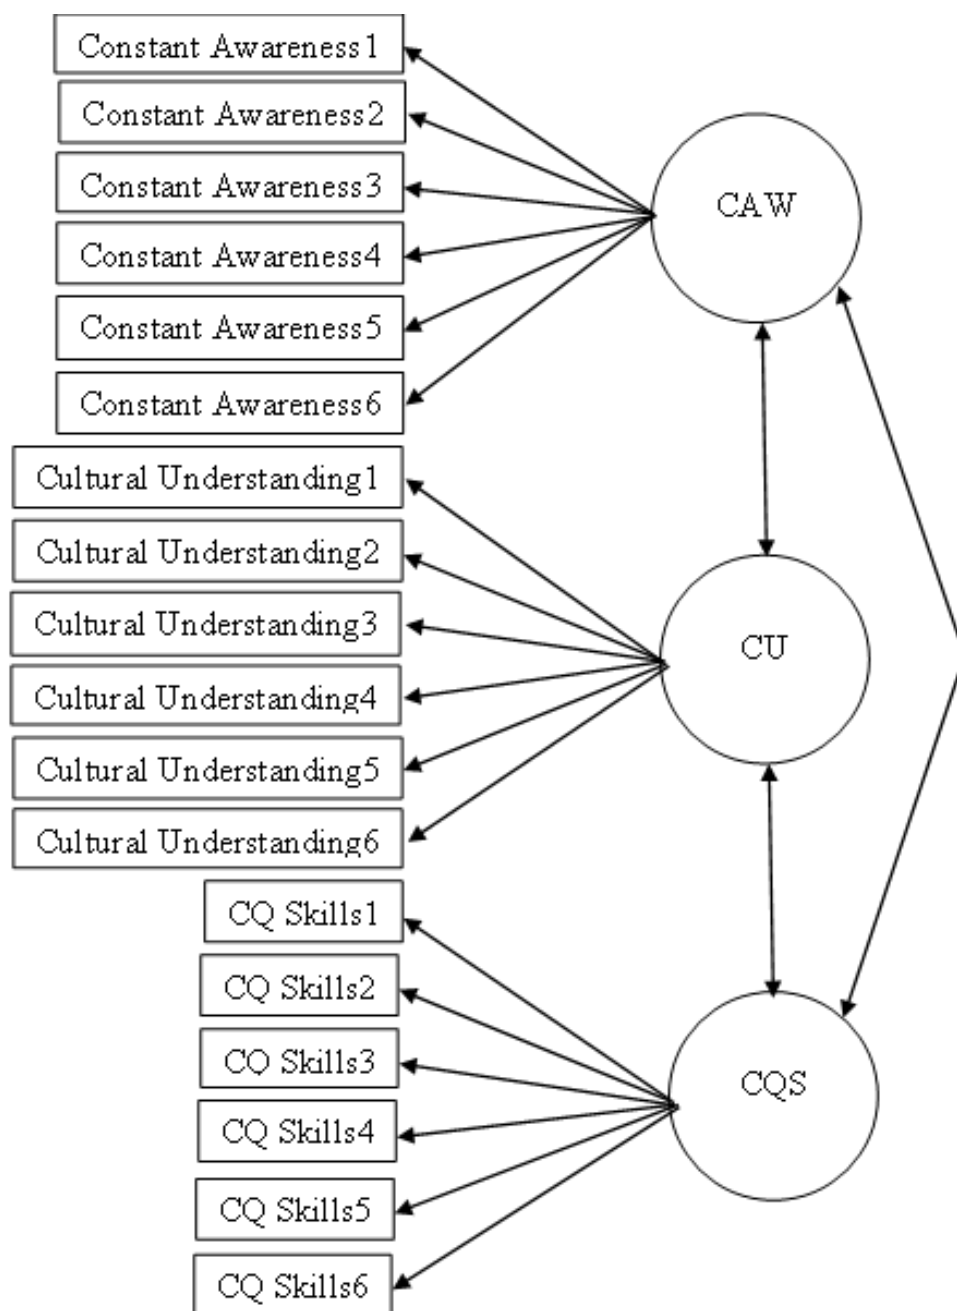 Constant Awareness1
Constant Awareness2
Constant Awareness3
Constant Awareness4
Constant Awareness5
Constant Awareness6
CAW
Cultural Understanding1
Cultural Understanding2
Cultural Understanding3
Cultural Understanding4
Cultural Understanding5
Cultural Understanding6
CU
CQ Skills1
CQ Skills2
CQ Skills3
CQ Skills4
CQ Skills5
CQ Skills6
CQS